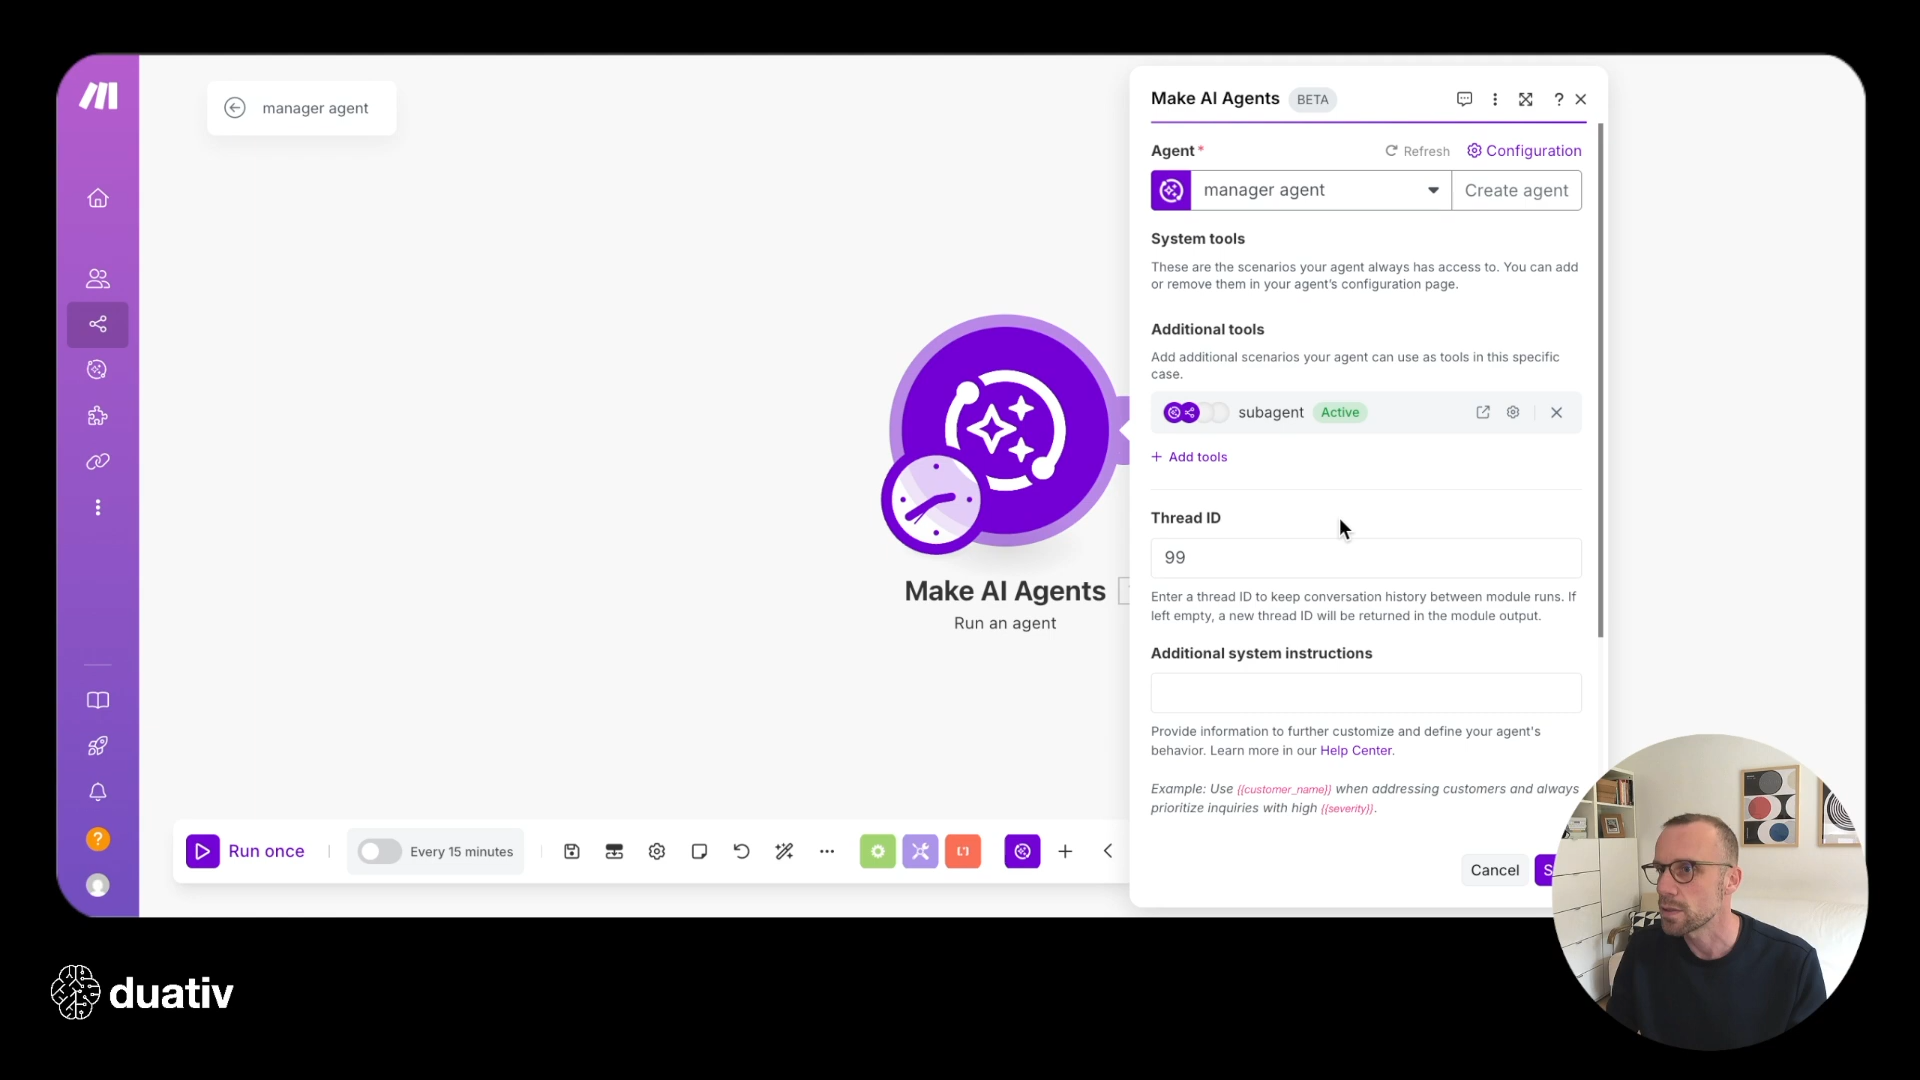 manager agent
Make AI Agents BETA
?
Agent *
Refresh
Configuration
manager agent
Create agent
System tools
These are the scenarios your agent always has access to. You can add
or remove them in your agent's configuration page.
Additional tools
Add additional scenarios your agent can use as tools in this specific
case.
subagent Active
+ Add tools
Thread ID
99
Enter a thread ID to keep conversation history between module runs. If
left empty, a new thread ID will be returned in the module output.
Additional system instructions
Provide information to further customize and define your agent's
behavior. Learn more in our Help Center.
Example: Use {{customer_name}} when addressing customers and always
prioritize inquiries with high {{severity}}.
Cancel
S
Make AI Agents
Run an agent
Run once
Every 15 minutes
?
duativ